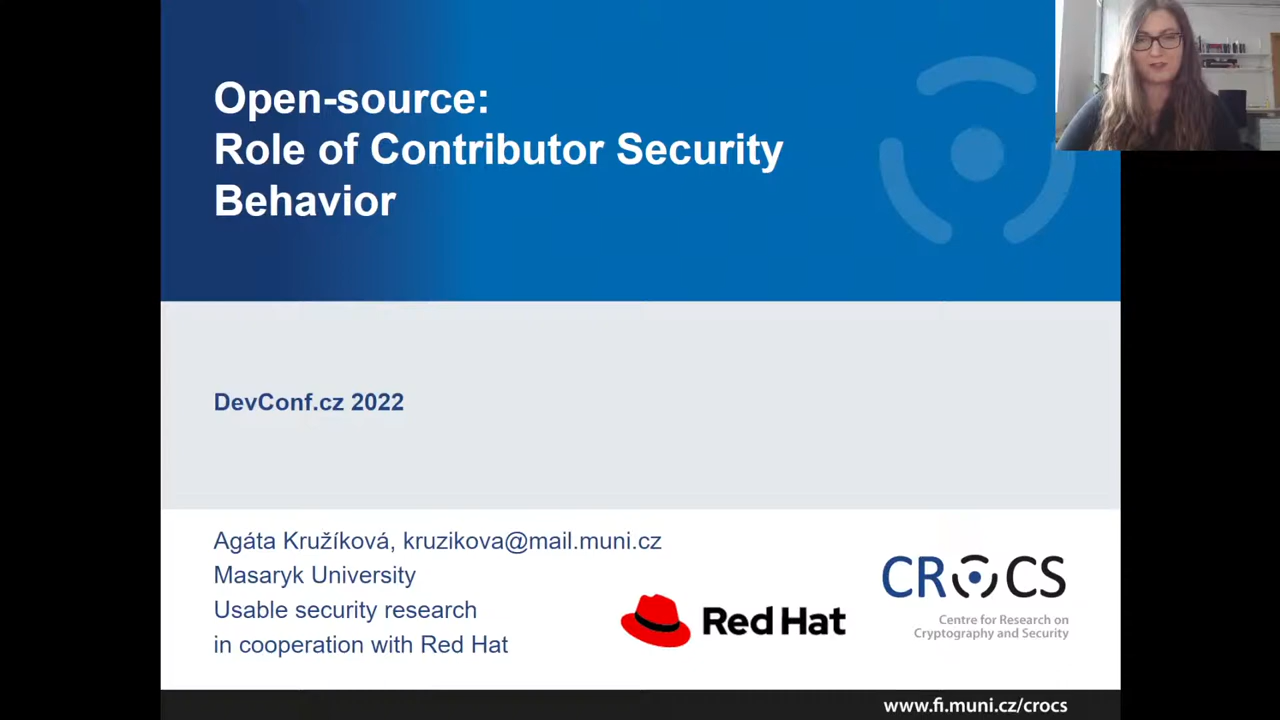 Open-source:
Role of Contributor Security
Behavior
DevConf.cz 2022
Agáta Kružíková, kruzikova@mail.muni.cz
Masaryk University
Usable security research
in cooperation with Red Hat
Red Hat
CROCS
Centre for Research on
Cryptography and Security
www.fi.muni.cz/crocs